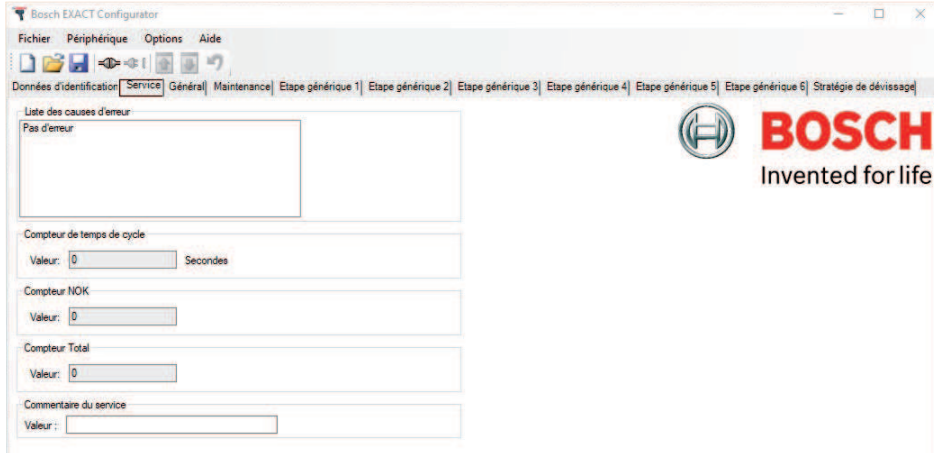 Bosch EXACT Configurator
Fichier Périphérique Options Aide
Données d'identification Service Général Maintenance Etape générique 1 Etape générique 2 Etape générique 3 Etape générique 4 Etape générique 5 Etape générique 6 Stratégie de dévissage
Liste des causes d'erreur
Pas d'erreur
BOSCH
Invented for life
Compteur de temps de cycle
Valeur: 0 Secondes
Compteur NOK
Valeur: 0
Compteur Total
Valeur: 0
Commentaire du service
Valeur :